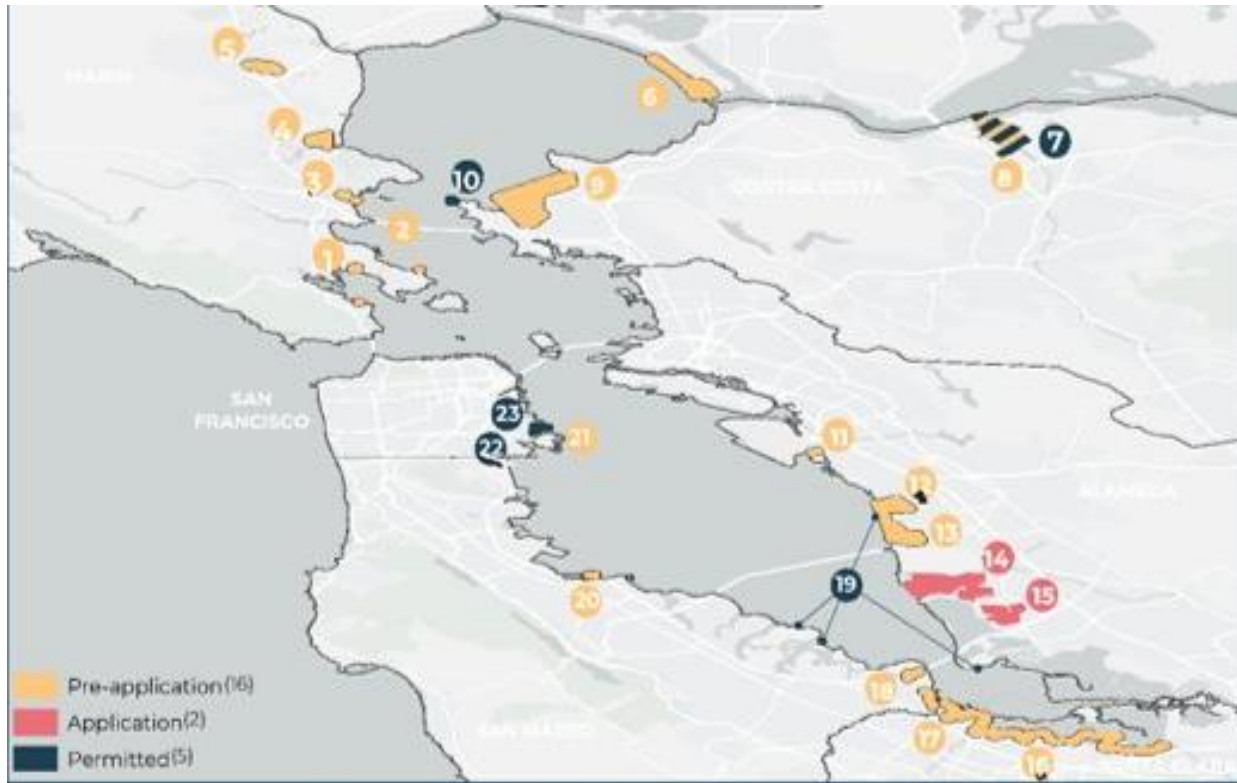 5
MARIN
6
4
7
3
10
9
8
CONTRA COSTA
2
1
SAN
FRANCISCO
23
21
22
11
12
ALAMEDA
13
14
19
15
20
18
17
16
SAN MATEO
SANTA CLARA
Pre-application(16)
Application(2)
Permitted(5)